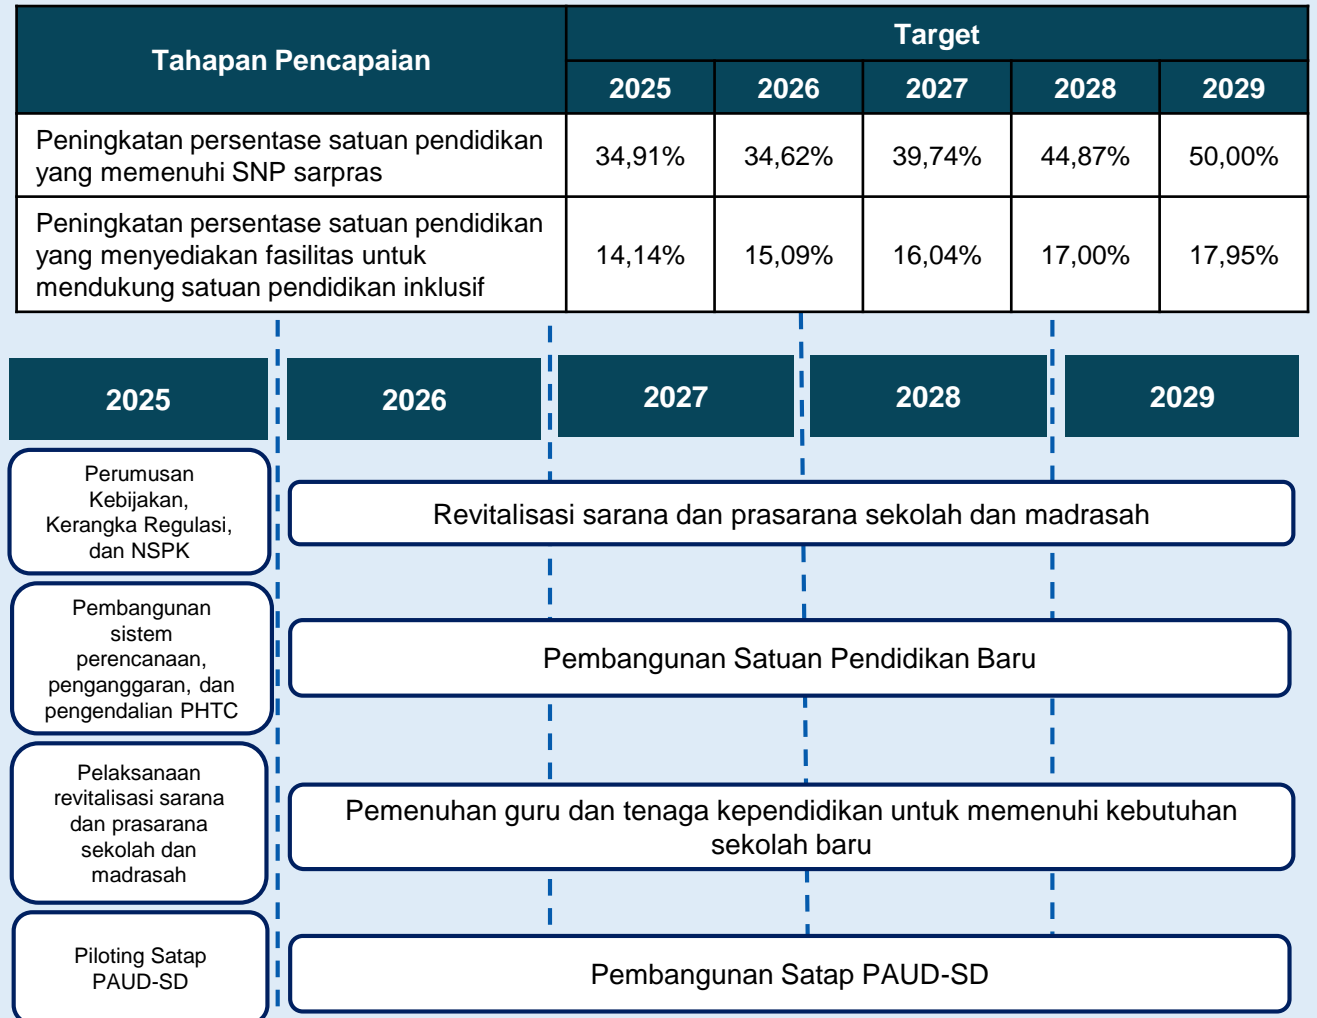 Tahapan Pencapaian
Target
2025 2026 2027 2028 2029
Peningkatan persentase satuan pendidikan
yang memenuhi SNP sarpras
34,91% 34,62% 39,74% 44,87% 50,00%
Peningkatan persentase satuan pendidikan
yang menyediakan fasilitas untuk
mendukung satuan pendidikan inklusif
14,14% 15,09% 16,04% 17,00% 17,95%
2025 2026 2027 2028 2029
Perumusan
Kebijakan,
Kerangka Regulasi,
dan NSPK
Revitalisasi sarana dan prasarana sekolah dan madrasah
Pembangunan
sistem
perencanaan,
penganggaran, dan
pengendalian PHTC
Pembangunan Satuan Pendidikan Baru
Pelaksanaan
revitalisasi sarana
dan prasarana
sekolah dan
madrasah
Pemenuhan guru dan tenaga kependidikan untuk memenuhi kebutuhan
sekolah baru
Piloting Satap
PAUD-SD
Pembangunan Satap PAUD-SD